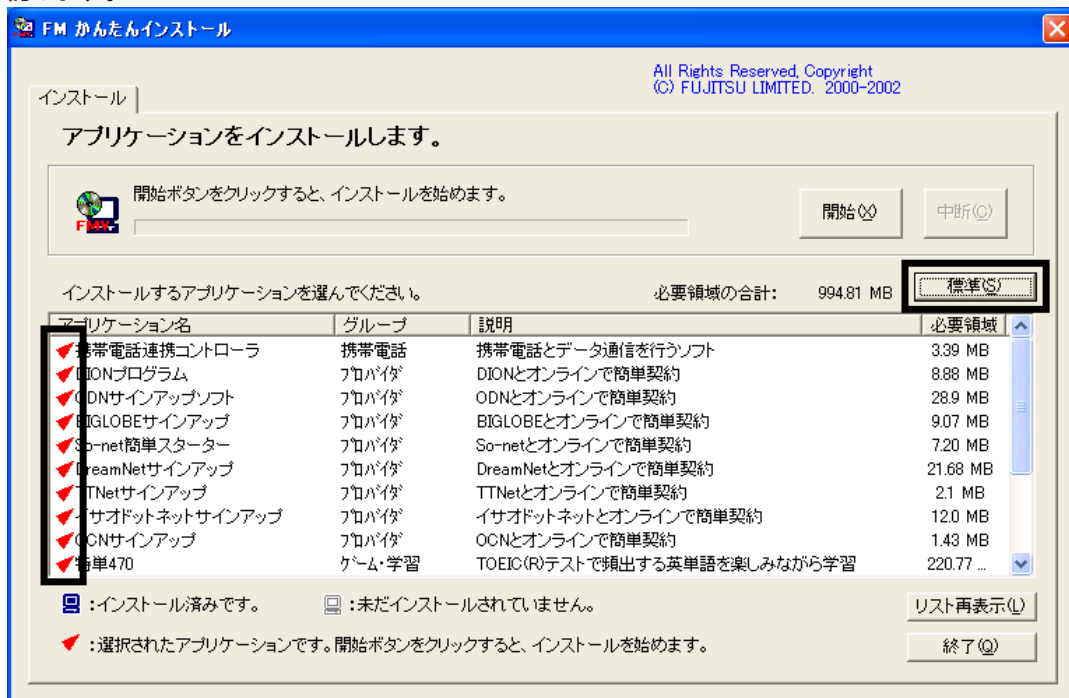 FM かんたんインストール
All Rights Reserved, Copyright
(C) FUJITSU LIMITED. 2000-2002
インストール
アプリケーションをインストールします。
開始ボタンをクリックすると、インストールを始めます。
FMV
開始(X)
中断(C)
インストールするアプリケーションを選んでください。
必要領域の合計: 994.81 MB
標準(S)
アプリケーション名 グループ 説明 必要領域
携帯電話連携コントローラ 携帯電話 携帯電話とデータ通信を行うソフト 3.39 MB
DIONプログラム プロバイダ DIONとオンラインで簡単契約 8.88 MB
ODNサインアップソフト プロバイダ ODNとオンラインで簡単契約 28.9 MB
BIGLOBEサインアップ プロバイダ BIGLOBEとオンラインで簡単契約 9.07 MB
So-net簡単スターター プロバイダ So-netとオンラインで簡単契約 7.20 MB
DreamNetサインアップ プロバイダ DreamNetとオンラインで簡単契約 21.68 MB
TTNetサインアップ プロバイダ TTNetとオンラインで簡単契約 2.1 MB
イサオドットネットサインアップ プロバイダ イサオドットネットとオンラインで簡単契約 12.0 MB
OCNサインアップ プロバイダ OCNとオンラインで簡単契約 1.43 MB
特単470 ゲーム・学習 TOEIC(R)テストで頻出する英単語を楽しみながら学習 220.77 ...
:インストール済みです。 :未だインストールされていません。
リスト再表示(L)
:選択されたアプリケーションです。開始ボタンをクリックすると、インストールを始めます。
終了(Q)